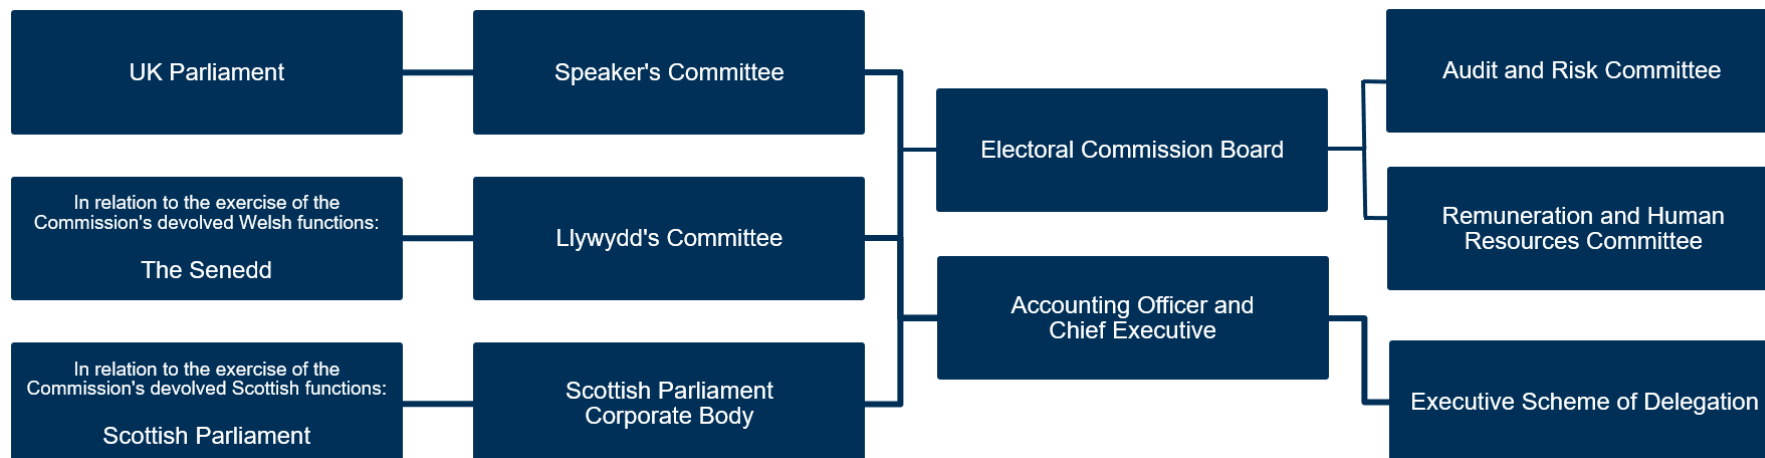 UK Parliament
Speaker's Committee
Electoral Commission Board
Audit and Risk Committee
In relation to the exercise of the
Commission's devolved Welsh functions:
The Senedd
Llywydd's Committee
Remuneration and Human
Resources Committee
Accounting Officer and
Chief Executive
In relation to the exercise of the
Commission's devolved Scottish functions:
Scottish Parliament
Scottish Parliament
Corporate Body
Executive Scheme of Delegation